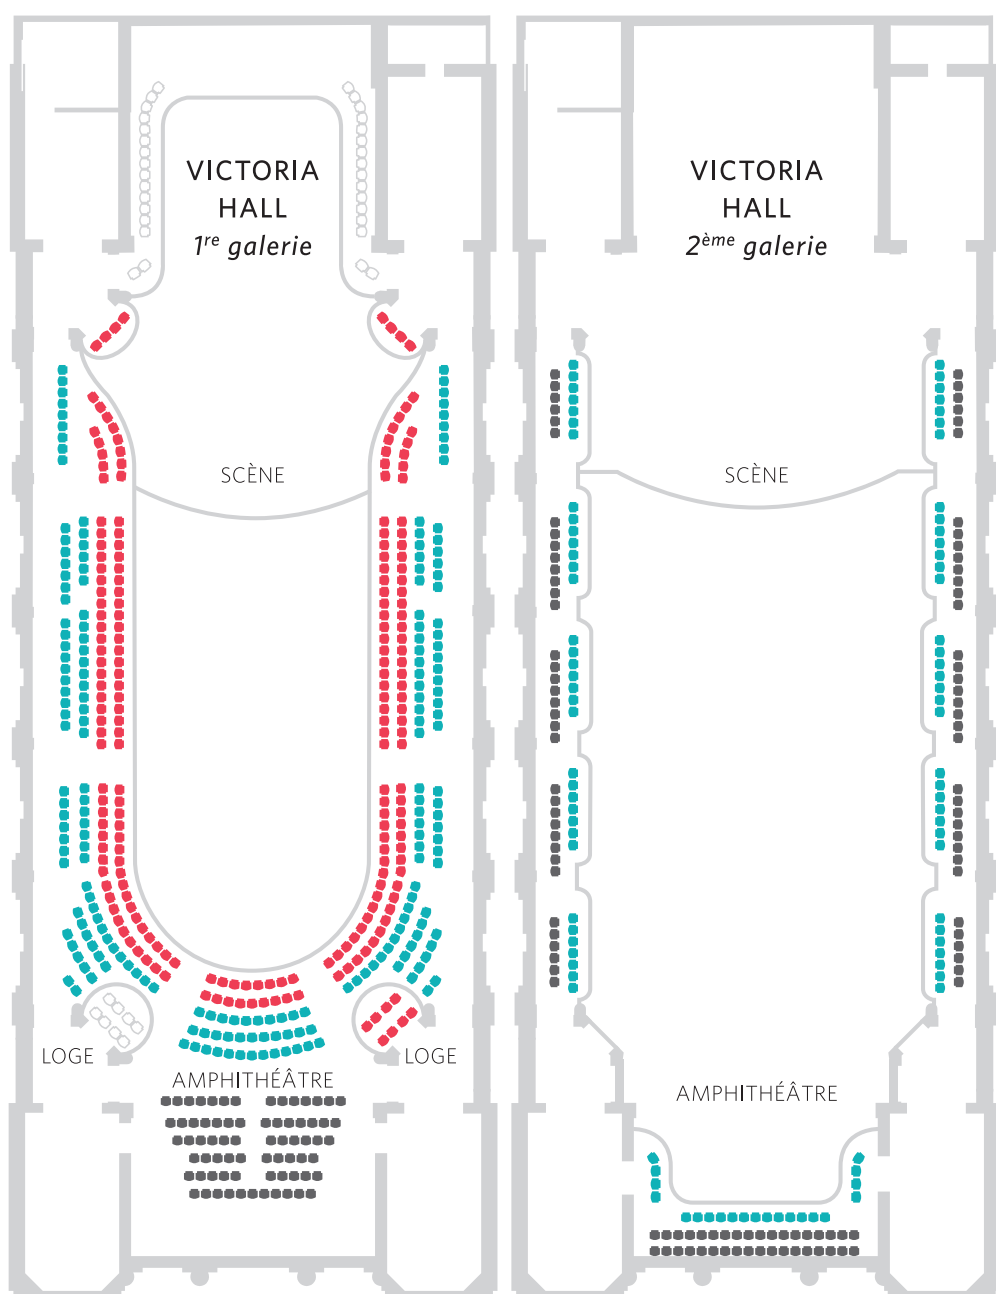 VICTORIA
HALL
1re galerie
SCÈNE
LOGE
LOGE
AMPHITHÉÂTRE
VICTORIA
HALL
2ème galerie
SCÈNE
AMPHITHÉÂTRE